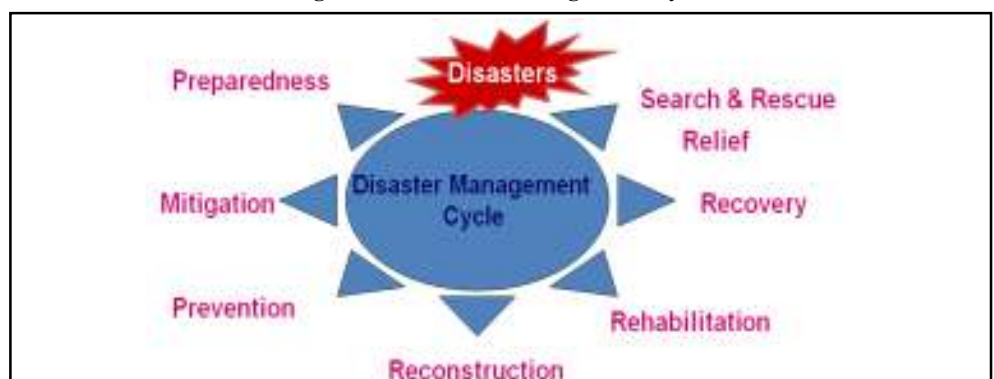 Disasters
Preparedness
Search & Rescue
Relief
Disaster Management
Cycle
Mitigation
Recovery
Prevention
Rehabilitation
Reconstruction